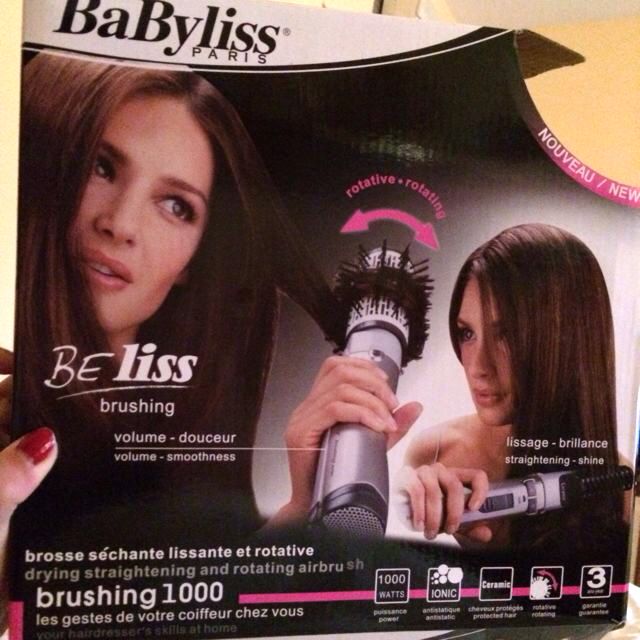 BaByliss®
PARIS
NOUVEAU / NEW
rotative • rotating
BE liss
brushing
volume - douceur
volume - smoothness
lissage - brillance
straightening - shine
brosse séchante lissante et rotative
drying straightening and rotating airbrush
brushing 1000
les gestes de votre coiffeur chez vous
your hairdresser's skills at home
1000
WATTS
puissance
power
IONIC
antistatique
antistatic
Ceramic
cheveux protégés
protected hair
rotative
rotating
3
garantie
guarantee